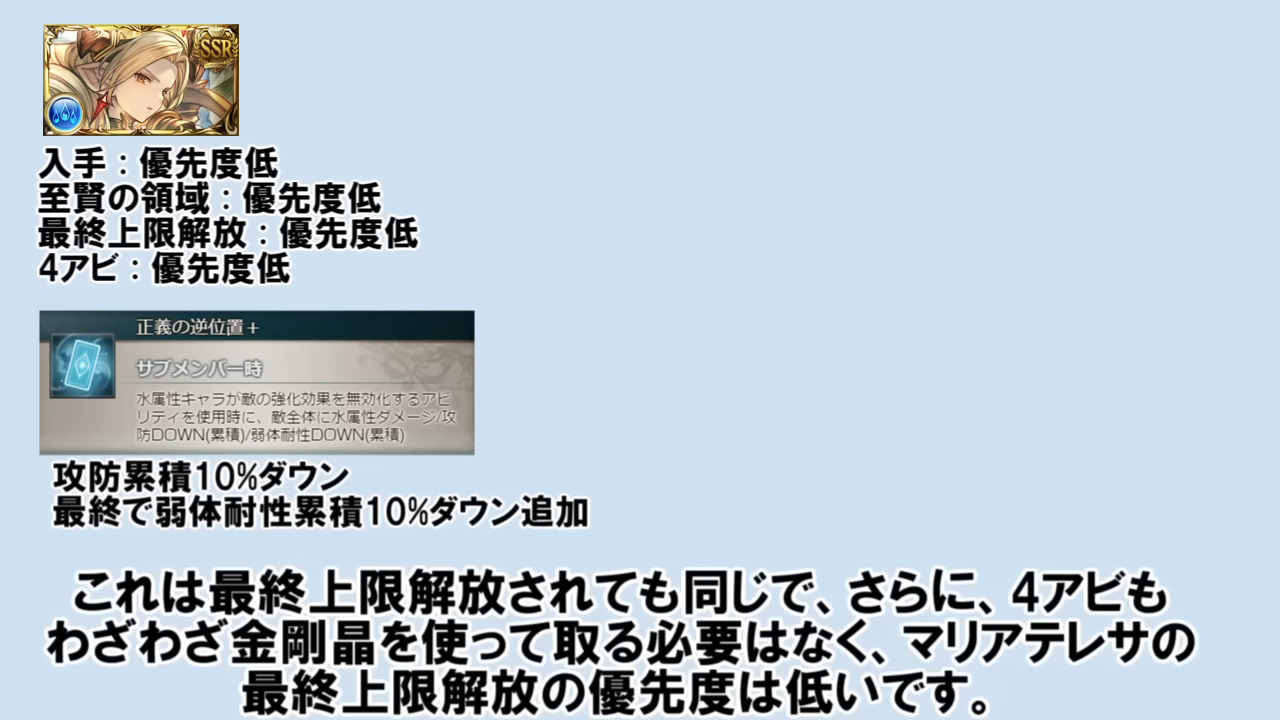 SSR
入手：優先度低
至賢の領域：優先度低
最終上限解放：優先度低
4アビ：優先度低
正義の逆位置＋
サブメンバー時
水属性キャラが敵の強化効果を無効化するアビ
リティを使用時に、敵全体に水属性ダメージ/攻
防DOWN(累積)/弱体耐性DOWN(累積)
攻防累積10%ダウン
最終で弱体耐性累積10%ダウン追加
これは最終上限解放されても同じで、さらに、4アビも
わざわざ金剛晶を使って取る必要はなく、マリアテレサの
最終上限解放の優先度は低いです。